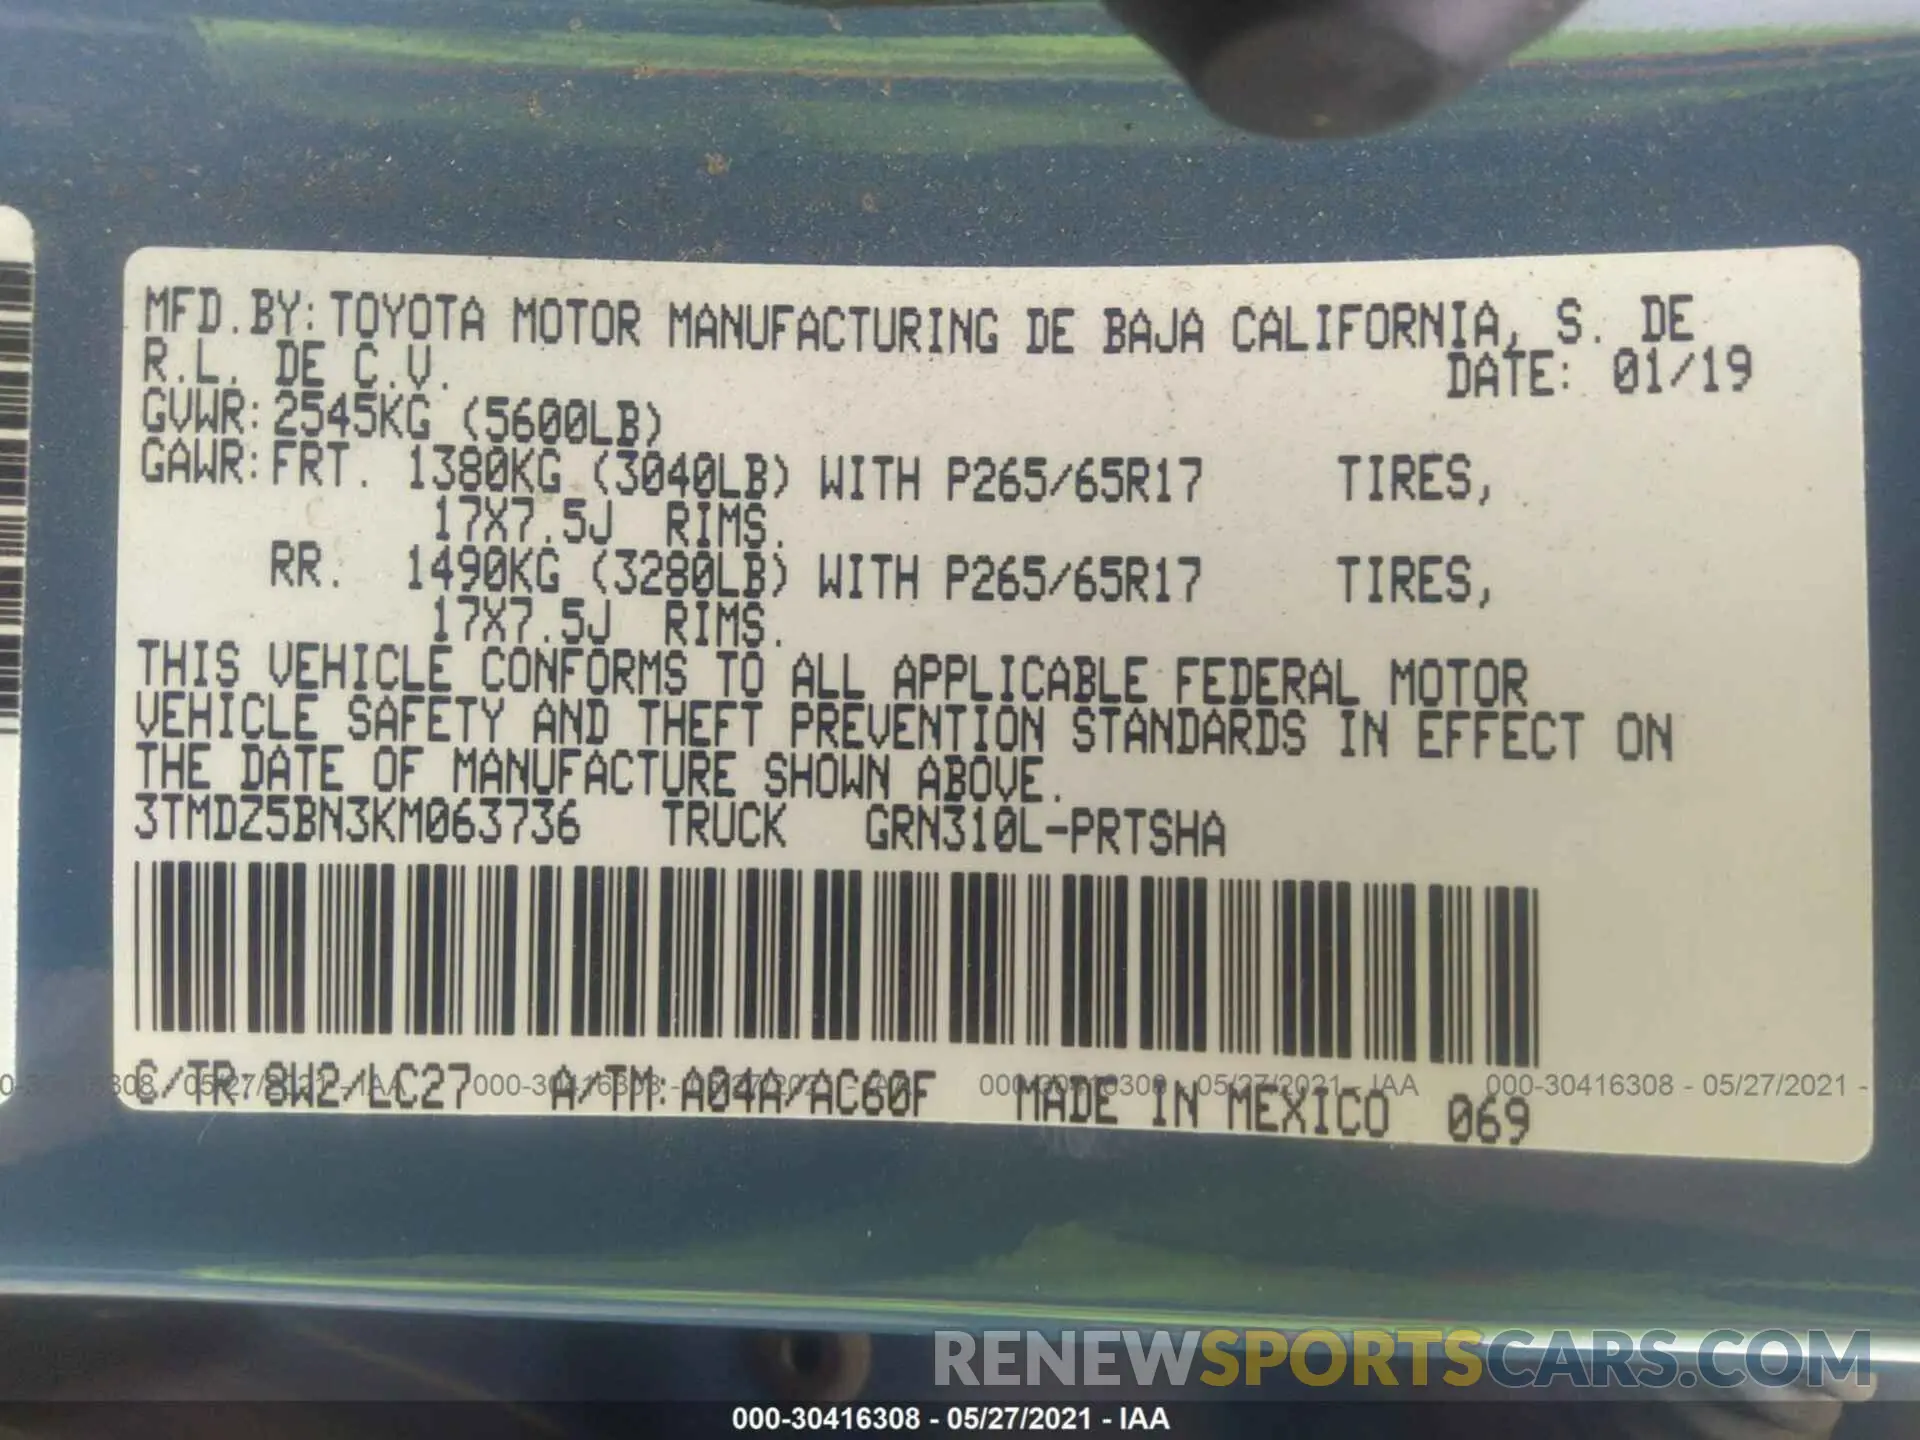 MFD.BY:TOYOTA MOTOR MANUFACTURING DE BAJA CALIFORNIA, S. DE
R.L. DE C.V.
DATE: 01/19
GVWR:2545KG (5600LB)
GAWR:FRT. 1380KG (3040LB) WITH P265/65R17 TIRES,
17X7.5J RIMS.
RR. 1490KG (3280LB) WITH P265/65R17 TIRES,
17X7.5J RIMS.
THIS VEHICLE CONFORMS TO ALL APPLICABLE FEDERAL MOTOR
VEHICLE SAFETY AND THEFT PREVENTION STANDARDS IN EFFECT ON
THE DATE OF MANUFACTURE SHOWN ABOVE.
3TMDZ5BN3KM063736 TRUCK GRN310L-PRTSHA
C/TR:8W2/LC27 A/TM:A04A/AC60F MADE IN MEXICO 069
000-30416308 - 05/27/2021 - IAA
RENEWSPORTSCARS.COM
000-30416308 - 05/27/2021 - IAA